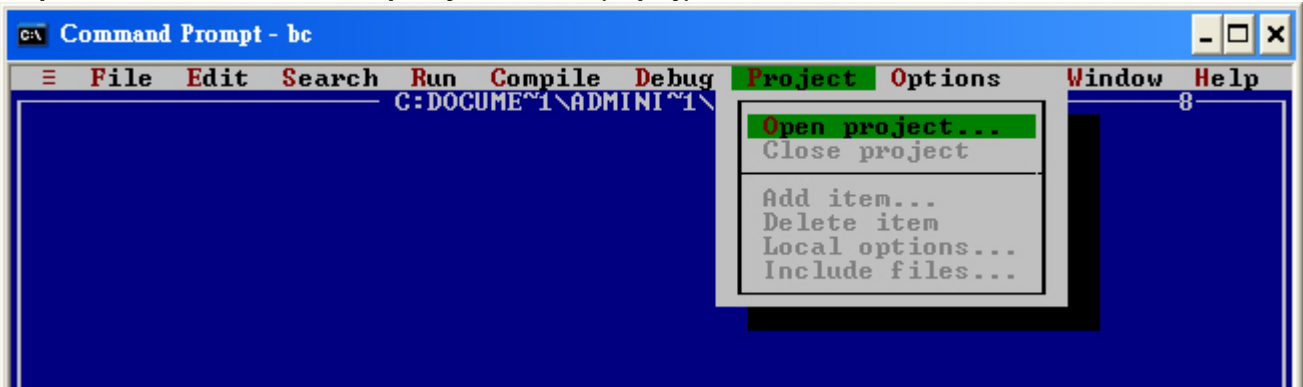 Command Prompt - bc
≡ File Edit Search Run Compile Debug Project Options Window Help
C:DOCUME~1\ADMINI~1\ 8
Open project...
Close project
Add item...
Delete item
Local options...
Include files...